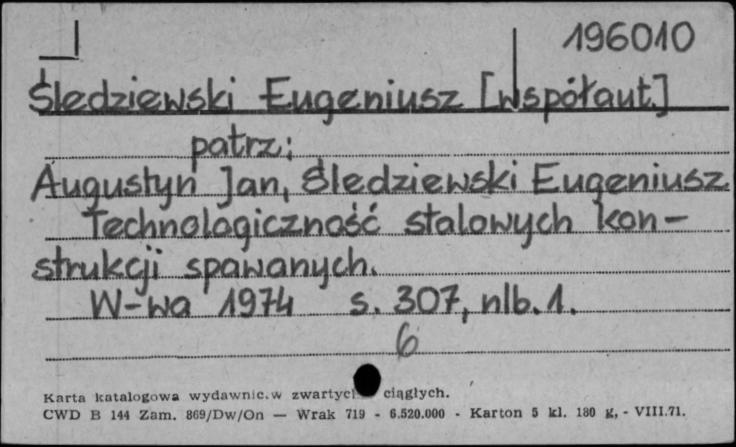 196010
Śledziewski Eugeniusz [współaut.]
patrz:
Augustyn Jan, Śledziewski Eugeniusz
Technologiczność stalowych kon-
strukcji spawanych.
W-wa 1974 s. 307, nlb. 1.
6
Karta katalogowa wydawnic. w zwartych ciągłych.
CWD B 144 Zam. 869/Dw/On — Wrak 719 - 6.520.000 - Karton 5 kl. 180 g, - VIII.71.